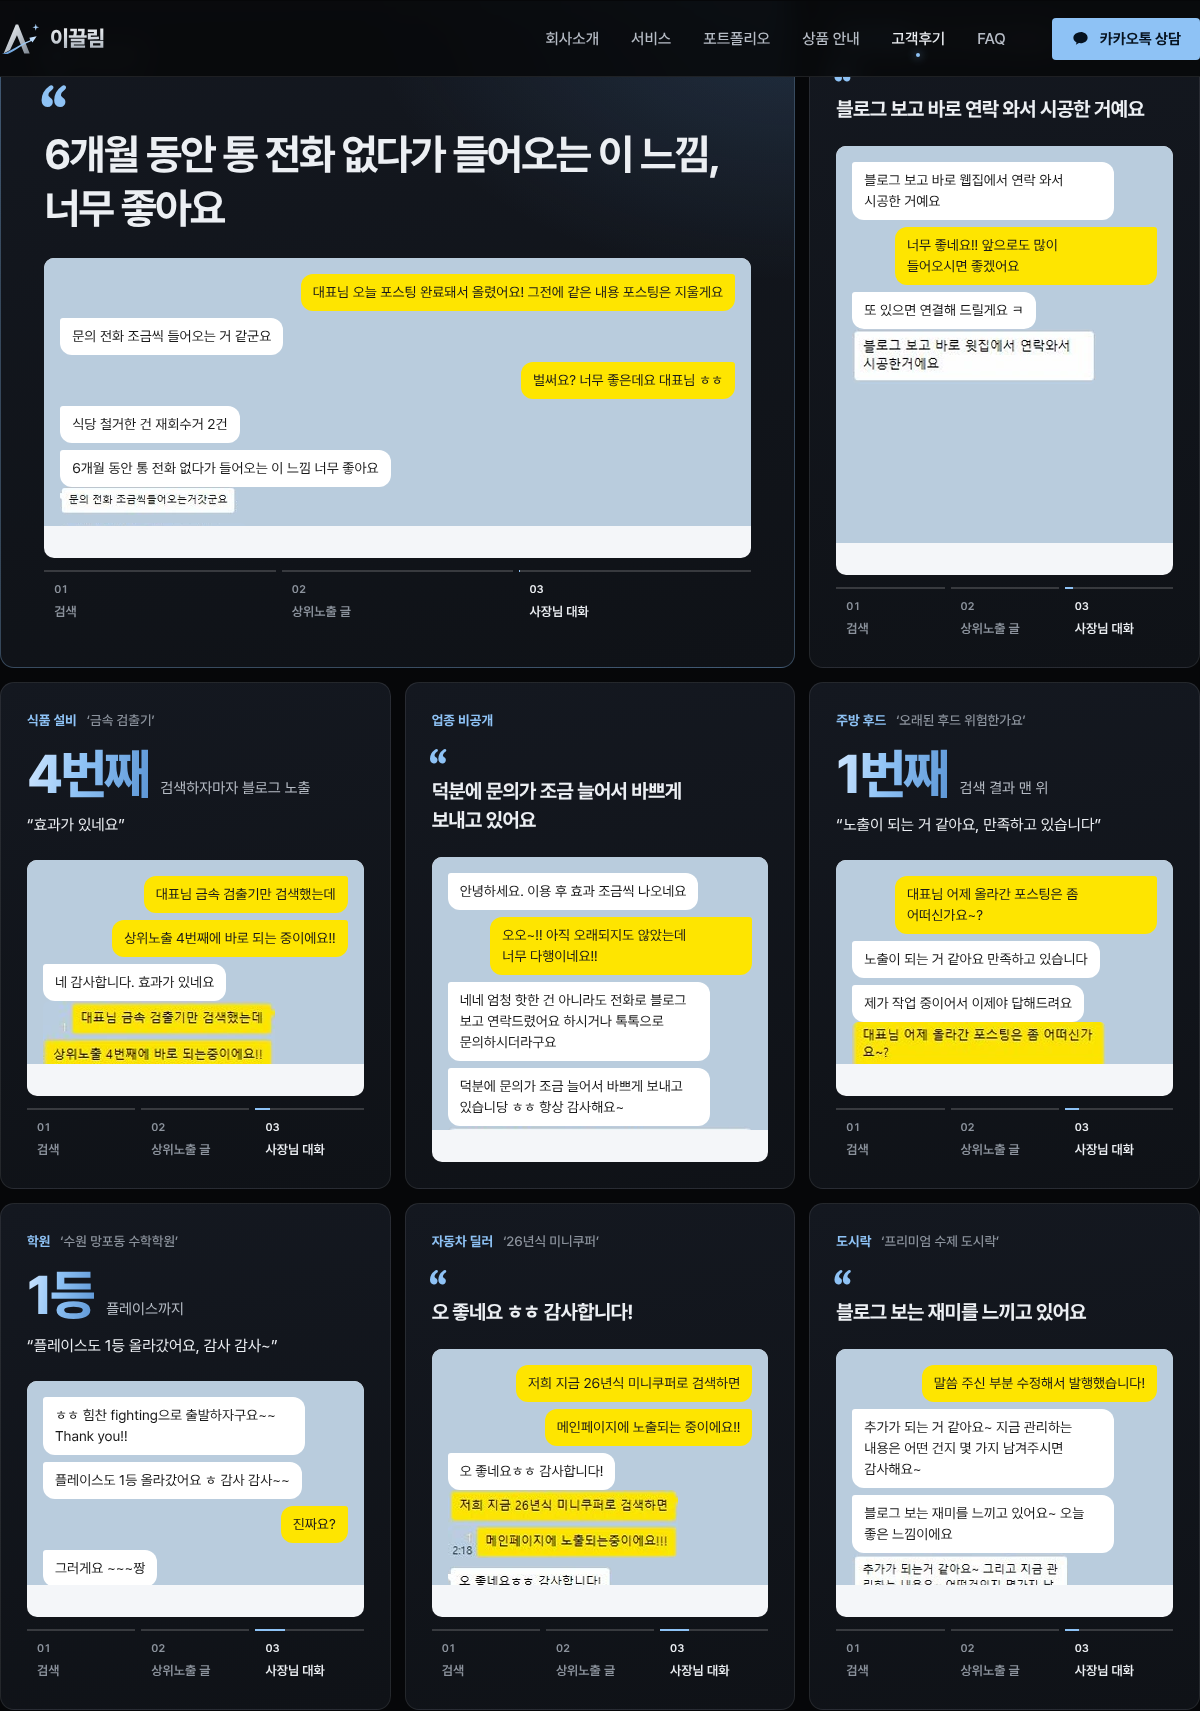 이끌림
회사소개
서비스
포트폴리오
상품 안내
고객후기
FAQ
카카오톡 상담
“
6개월 동안 통 전화 없다가 들어오는 이 느낌,
너무 좋아요
대표님 오늘 포스팅 완료돼서 올렸어요! 그전에 같은 내용 포스팅은 지울게요
문의 전화 조금씩 들어오는 거 같군요
벌써요? 너무 좋은데요 대표님 ㅎㅎ
식당 철거한 건 재회수거 2건
6개월 동안 통 전화 없다가 들어오는 이 느낌 너무 좋아요
문의 전화 조금씩들어오는거갓군요
01
검색
02
상위노출 글
03
사장님 대화
“
블로그 보고 바로 연락 와서 시공한 거예요
블로그 보고 바로 웹집에서 연락 와서
시공한 거예요
너무 좋네요!! 앞으로도 많이
들어오시면 좋겠어요
또 있으면 연결해 드릴게요 ㅋ
블로그 보고 바로 윗집에서 연락와서
시공한거에요
01
검색
02
상위노출 글
03
사장님 대화
식품 설비 ‘금속 검출기’
4번째 검색하자마자 블로그 노출
“효과가 있네요”
대표님 금속 검출기만 검색했는데
상위노출 4번째에 바로 되는 중이에요!!
네 감사합니다. 효과가 있네요
대표님 금속 검출기만 검색했는데
상위노출 4번째에 바로 되는중이에요!!
01
검색
02
상위노출 글
03
사장님 대화
업종 비공개
“
덕분에 문의가 조금 늘어서 바쁘게
보내고 있어요
안녕하세요. 이용 후 효과 조금씩 나오네요
오오~!! 아직 오래되지도 않았는데
너무 다행이네요!!
네네 엄청 핫한 건 아니라도 전화로 블로그
보고 연락드렸어요 하시거나 톡톡으로
문의하시더라구요
덕분에 문의가 조금 늘어서 바쁘게 보내고
있습니당 ㅎㅎ 항상 감사해요~
주방 후드 ‘오래된 후드 위험한가요’
1번째 검색 결과 맨 위
“노출이 되는 거 같아요, 만족하고 있습니다”
대표님 어제 올라간 포스팅은 좀
어떠신가요~?
노출이 되는 거 같아요 만족하고 있습니다
제가 작업 중이어서 이제야 답해드려요
대표님 어제 올라간 포스팅은 좀 어떠신가
요~?
01
검색
02
상위노출 글
03
사장님 대화
학원 ‘수원 망포동 수학학원’
1등 플레이스까지
“플레이스도 1등 올라갔어요, 감사 감사~”
ㅎㅎ 힘찬 fighting으로 출발하자구요~~
Thank you!!
플레이스도 1등 올라갔어요 ㅎ 감사 감사~~
진짜요?
그러게요 ~~~짱
01
검색
02
상위노출 글
03
사장님 대화
자동차 딜러 ‘26년식 미니쿠퍼’
“
오 좋네요 ㅎㅎ 감사합니다!
저희 지금 26년식 미니쿠퍼로 검색하면
메인페이지에 노출되는 중이에요!!
오 좋네요ㅎㅎ 감사합니다!
저희 지금 26년식 미니쿠퍼로 검색하면
메인페이지에 노출되는중이에요!!!
2:18
오 좋네요ㅎㅎ 감사합니다!
01
검색
02
상위노출 글
03
사장님 대화
도시락 ‘프리미엄 수제 도시락’
“
블로그 보는 재미를 느끼고 있어요
말씀 주신 부분 수정해서 발행했습니다!
추가가 되는 거 같아요~ 지금 관리하는
내용은 어떤 건지 몇 가지 남겨주시면
감사해요~
블로그 보는 재미를 느끼고 있어요~ 오늘
좋은 느낌이에요
추가가 되는거 같아요~ 그리고 지금 관
01
검색
02
상위노출 글
03
사장님 대화